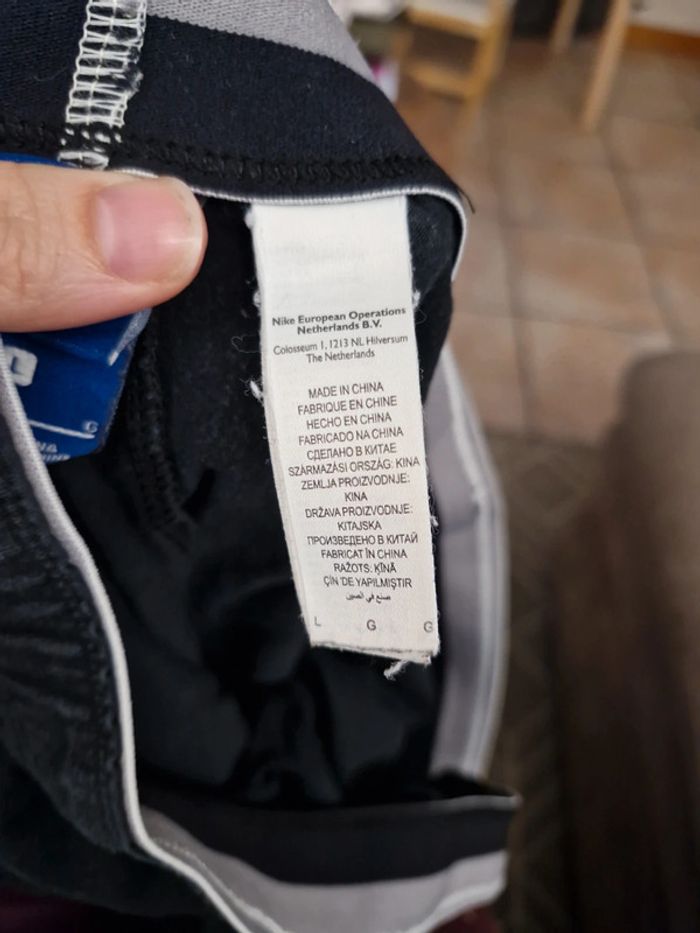 Nike European Operations
Netherlands B.V.
Colosseum 1, 1213 NL Hilversum
The Netherlands
MADE IN CHINA
FABRIQUE EN CHINE
HECHO EN CHINA
FABRICADO NA CHINA
СДЕЛАНО В КИТАЕ
SZÁRMAZÁSI ORSZÁG: KINA
ZEMLJA PROIZVODNJE:
KINA
DRŽAVA PROIZVODNJE:
KITAJSKA
ПРОИЗВЕДЕНО В КИТАЙ
FABRICAT ÎN CHINA
RAŽOTS: ĶĪNĀ
ÇİN'DE YAPILMIŞTIR
صنع في الصين
L G G
G